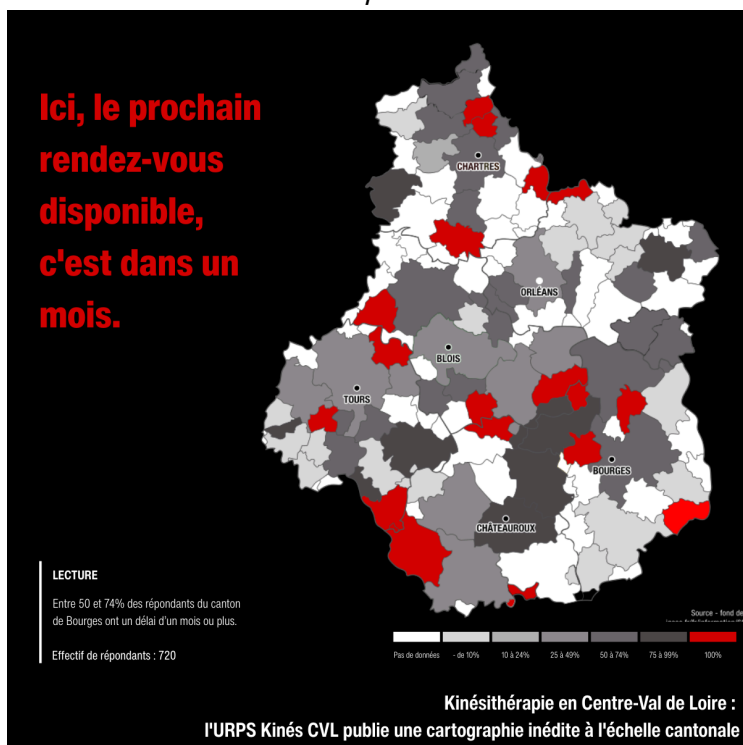 Ici, le prochain
rendez-vous
disponible,
c'est dans un
mois.
CHARTRES
ORLÉANS
BLOIS
TOURS
BOURGES
CHÂTEAUROUX
LECTURE
Entre 50 et 74% des répondants du canton
de Bourges ont un délai d'un mois ou plus.
Effectif de répondants : 720
Source - fond de
Pas de données
- de 10%
10 à 24%
25 à 49%
50 à 74%
75 à 99%
100%
Kinésithérapie en Centre-Val de Loire :
l'URPS Kinés CVL publie une cartographie inédite à l'échelle cantonale